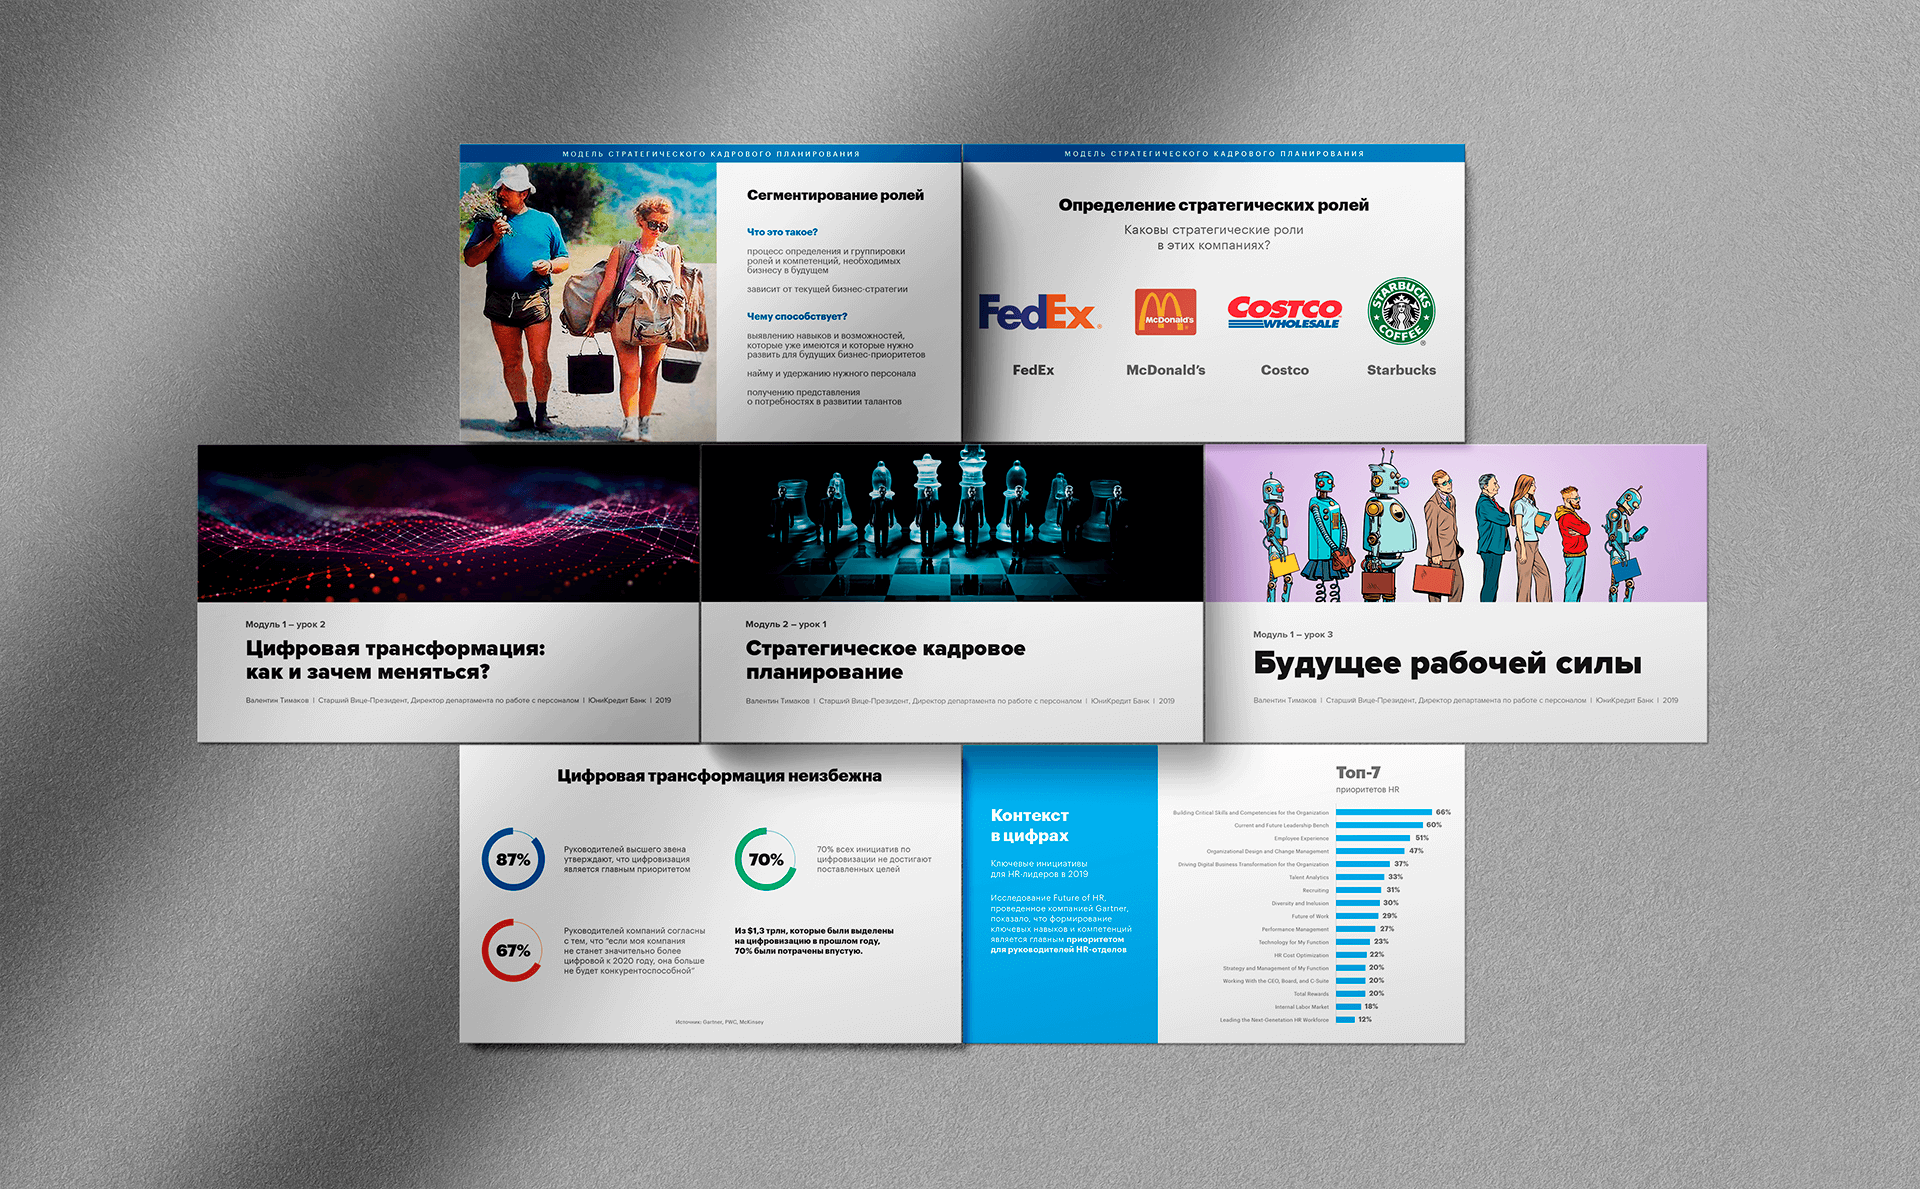 МОДЕЛЬ СТРАТЕГИЧЕСКОГО КАДРОВОГО ПЛАНИРОВАНИЯ
Сегментирование ролей
Что это такое?
процесс определения и группировки
ролей и компетенций, необходимых
бизнесу в будущем
зависит от текущей бизнес-стратегии
Чему способствует?
выявлению навыков и возможностей,
которые уже имеются и которые нужно
развить для будущих бизнес-приоритетов
найму и удержанию нужного персонала
получению представления
о потребностях в развитии талантов
МОДЕЛЬ СТРАТЕГИЧЕСКОГО КАДРОВОГО ПЛАНИРОВАНИЯ
Определение стратегических ролей
Каковы стратегические роли
в этих компаниях?
FedEx®
McDonald's
COSTCO
WHOLESALE
STARBUCKS
COFFEE
®
FedEx
McDonald's
Costco
Starbucks
Модуль 1 – урок 2
Цифровая трансформация:
как и зачем меняться?
Валентин Тимаков | Старший Вице-Президент, Директор департамента по работе с персоналом | ЮниКредит Банк | 2019
Модуль 2 – урок 1
Стратегическое кадровое
планирование
Валентин Тимаков | Старший Вице-Президент, Директор департамента по работе с персоналом | ЮниКредит Банк | 2019
Модуль 1 – урок 3
Будущее рабочей силы
Валентин Тимаков | Старший Вице-Президент, Директор департамента по работе с персоналом | ЮниКредит Банк | 2019
Цифровая трансформация неизбежна
87%
Руководителей высшего звена
утверждают, что цифровизация
является главным приоритетом
70%
70% всех инициатив по
цифровизации не достигают
поставленных целей
67%
Руководителей компаний согласны
с тем, что “если моя компания
не станет значительно более
цифровой к 2020 году, она больше
не будет конкурентоспособной”
Из $1,3 трлн, которые были выделены
на цифровизацию в прошлом году,
70% были потрачены впустую.
Источник: Gartner, PWC, McKinsey
Контекст
в цифрах
Ключевые инициативы
для HR-лидеров в 2019
Исследование Future of HR,
проведенное компанией Gartner,
показало, что формирование
ключевых навыков и компетенций
является главным приоритетом
для руководителей HR-отделов
Топ-7
приоритетов HR
Building Critical Skills and Competencies for the Organization 66%
Current and Future Leadership Bench 60%
Employee Experience 51%
Organizational Design and Change Management 47%
Driving Digital Business Transformation for the Organization 37%
Talent Analytics 33%
Recruiting 31%
Diversity and Inclusion 30%
Future of Work 29%
Performance Management 27%
Technology for My Function 23%
HR Cost Optimization 22%
Strategy and Management of My Function 20%
Working With the CEO, Board, and C-Suite 20%
Total Rewards 20%
Internal Labor Market 18%
Leading the Next-Genetation HR Workforce 12%